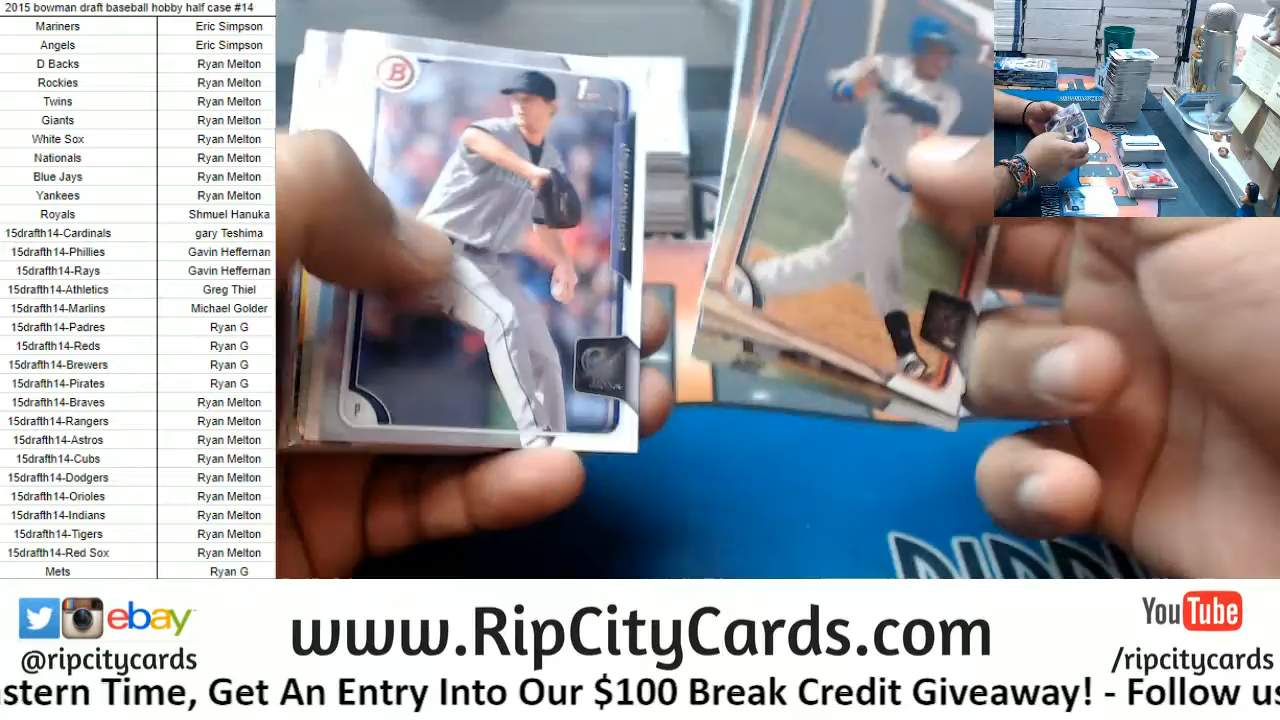 2015 bowman draft baseball hobby half case #14
Mariners Eric Simpson
Angels Eric Simpson
D Backs Ryan Melton
Rockies Ryan Melton
Twins Ryan Melton
Giants Ryan Melton
White Sox Ryan Melton
Nationals Ryan Melton
Blue Jays Ryan Melton
Yankees Ryan Melton
Royals Shmuel Hanuka
15drafth14-Cardinals gary Teshima
15drafth14-Phillies Gavin Heffernan
15drafth14-Rays Gavin Heffernan
15drafth14-Athletics Greg Thiel
15drafth14-Marlins Michael Golder
15drafth14-Padres Ryan G
15drafth14-Reds Ryan G
15drafth14-Brewers Ryan G
15drafth14-Pirates Ryan G
15drafth14-Braves Ryan Melton
15drafth14-Rangers Ryan Melton
15drafth14-Astros Ryan Melton
15drafth14-Cubs Ryan Melton
15drafth14-Dodgers Ryan Melton
15drafth14-Orioles Ryan Melton
15drafth14-Indians Ryan Melton
15drafth14-Tigers Ryan Melton
15drafth14-Red Sox Ryan Melton
Mets Ryan G
B
1st
P
ebay
@ripcitycards
www.RipCityCards.com
YouTube
/ripcitycards
astern Time, Get An Entry Into Our $100 Break Credit Giveaway! - Follow us